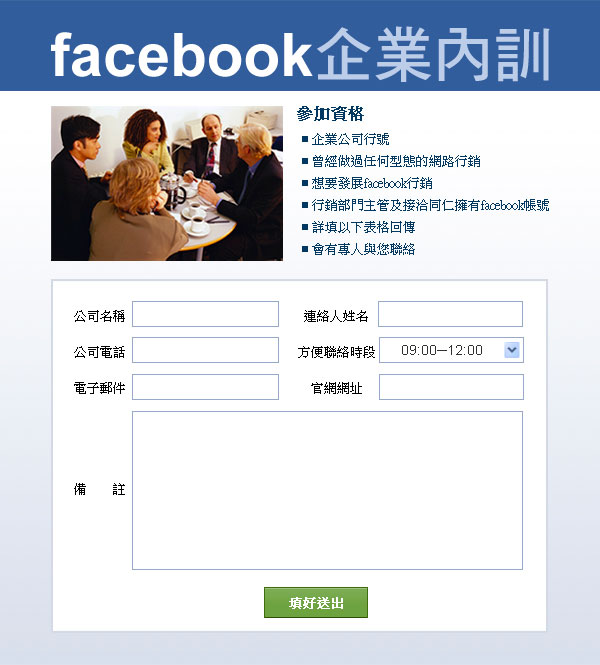 facebook企業內訓
參加資格
■ 企業公司行號
■ 曾經做過任何型態的網路行銷
■ 想要發展facebook行銷
■ 行銷部門主管及接洽同仁擁有facebook帳號
■ 詳填以下表格回傳
■ 會有專人與您聯絡
公司名稱 連絡人姓名
公司電話 方便聯絡時段 09:00—12:00
電子郵件 官網網址
備 註
填好送出